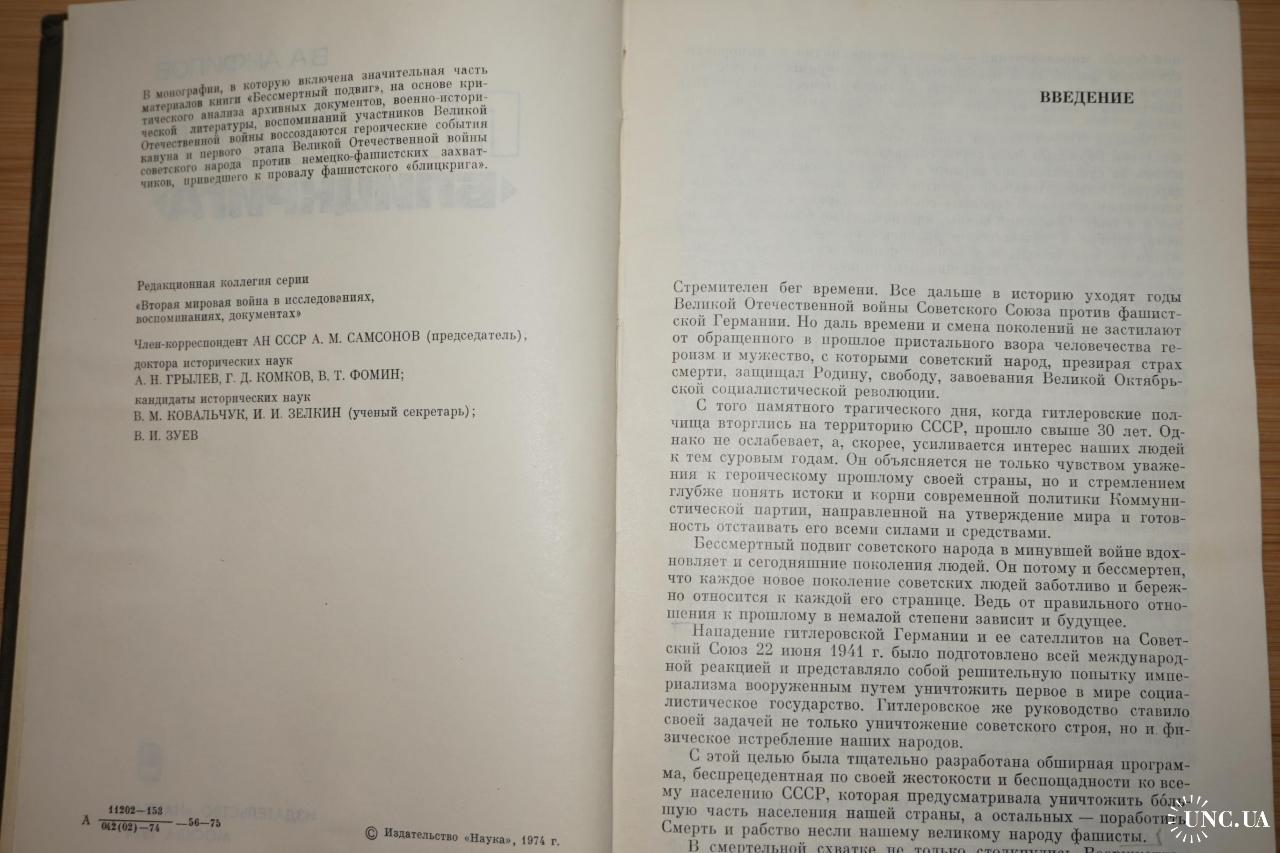 В монографии, в которую включена значительная часть
материалов книги «Бессмертный подвиг», на основе кри-
тического анализа архивных документов, военно-истори-
ческой литературы, воспоминаний участников Великой
Отечественной войны воссоздаются героические события
кануна и первого этапа Великой Отечественной войны
советского народа против немецко-фашистских захват-
чиков, приведшего к провалу фашистского «блицкрига».
Редакционная коллегия серии
«Вторая мировая война в исследованиях,
воспоминаниях, документах»
Член-корреспондент АН СССР А. М. САМСОНОВ (председатель),
доктора исторических наук
А. Н. ГРЫЛЕВ, Г. Д. КОМКОВ, В. Т. ФОМИН;
кандидаты исторических наук
В. М. КОВАЛЬЧУК, И. И. ЗЕЛКИН (ученый секретарь);
В. И. ЗУЕВ
А 11202—153
042(02)—74 —56—75
© Издательство «Наука», 1974 г.
ВВЕДЕНИЕ
Стремителен бег времени. Все дальше в историю уходят годы
Великой Отечественной войны Советского Союза против фашист-
ской Германии. Но даль времени и смена поколений не застилают
от обращенного в прошлое пристального взора человечества ге-
роизм и мужество, с которыми советский народ, презирая страх
смерти, защищал Родину, свободу, завоевания Великой Октябрь-
ской социалистической революции.
С того памятного трагического дня, когда гитлеровские пол-
чища вторглись на территорию СССР, прошло свыше 30 лет. Од-
нако не ослабевает, а, скорее, усиливается интерес наших людей
к тем суровым годам. Он объясняется не только чувством уваже-
ния к героическому прошлому своей страны, но и стремлением
глубже понять истоки и корни современной политики Коммуни-
стической партии, направленной на утверждение мира и готов-
ность отстаивать его всеми силами и средствами.
Бессмертный подвиг советского народа в минувшей войне вдох-
новляет и сегодняшние поколения людей. Он потому и бессмертен,
что каждое новое поколение советских людей заботливо и береж-
но относится к каждой его странице. Ведь от правильного отно-
шения к прошлому в немалой степени зависит и будущее.
Нападение гитлеровской Германии и ее сателлитов на Совет-
ский Союз 22 июня 1941 г. было подготовлено всей международ-
ной реакцией и представляло собой решительную попытку импе-
риализма вооруженным путем уничтожить первое в мире социа-
листическое государство. Гитлеровское же руководство ставило
своей задачей не только уничтожение советского строя, но и фи-
зическое истребление наших народов.
С этой целью была тщательно разработана обширная програм-
ма, беспрецедентная по своей жестокости и беспощадности ко все-
му населению СССР, которая предусматривала уничтожить бо́ль-
шую часть населения нашей страны, а остальных — поработить.
Смерть и рабство несли нашему великому народу фашисты.
В смертельной схватке не только столкнулись
UNC.UA